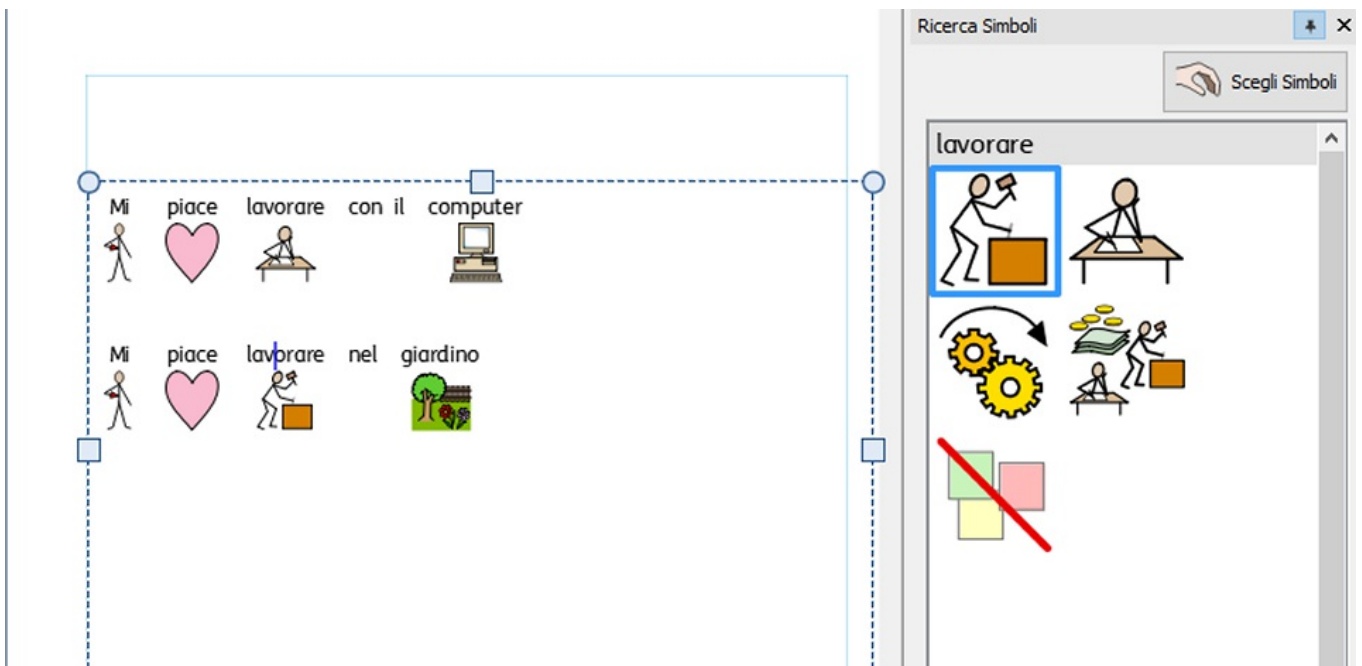 Ricerca Simboli
Scegli Simboli
lavorare
Mi piace lavorare con il computer
Mi piace lavorare nel giardino